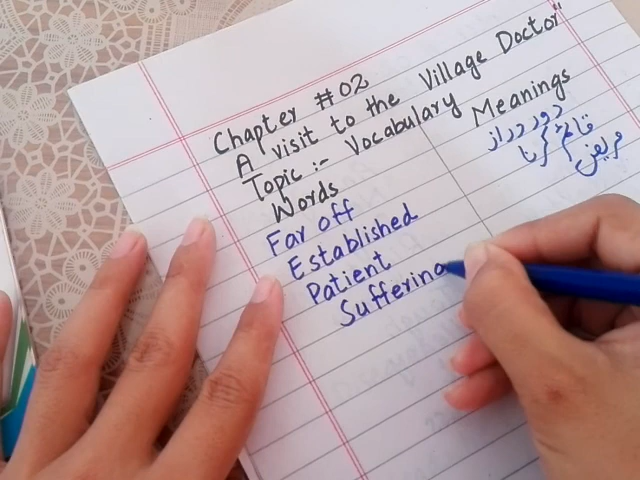 Chapter #02
A visit to the Village Doctor"
Topic :- Vocabulary
Words Meanings
Far off دور دراز
Established قائم کرنا
Patient مریض
Suffering